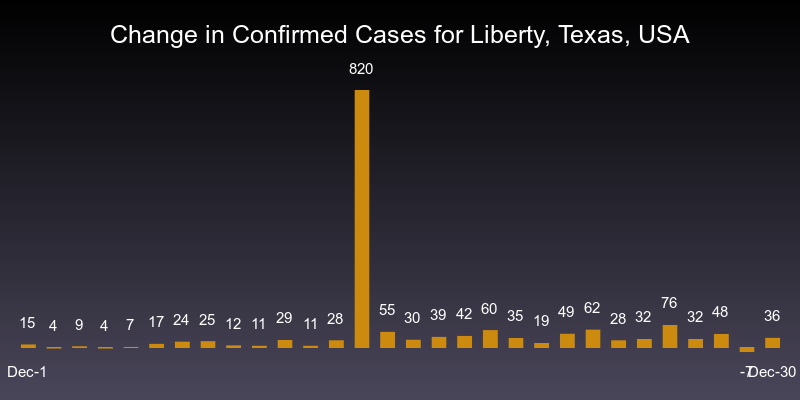 Change in Confirmed Cases for Liberty, Texas, USA
820
15 4 9 4 7 17 24 25 12 11 29 11 28 55 30 39 42 60 35 19 49 62 28 32 76 32 48 36
Dec-1 -7 Dec-30